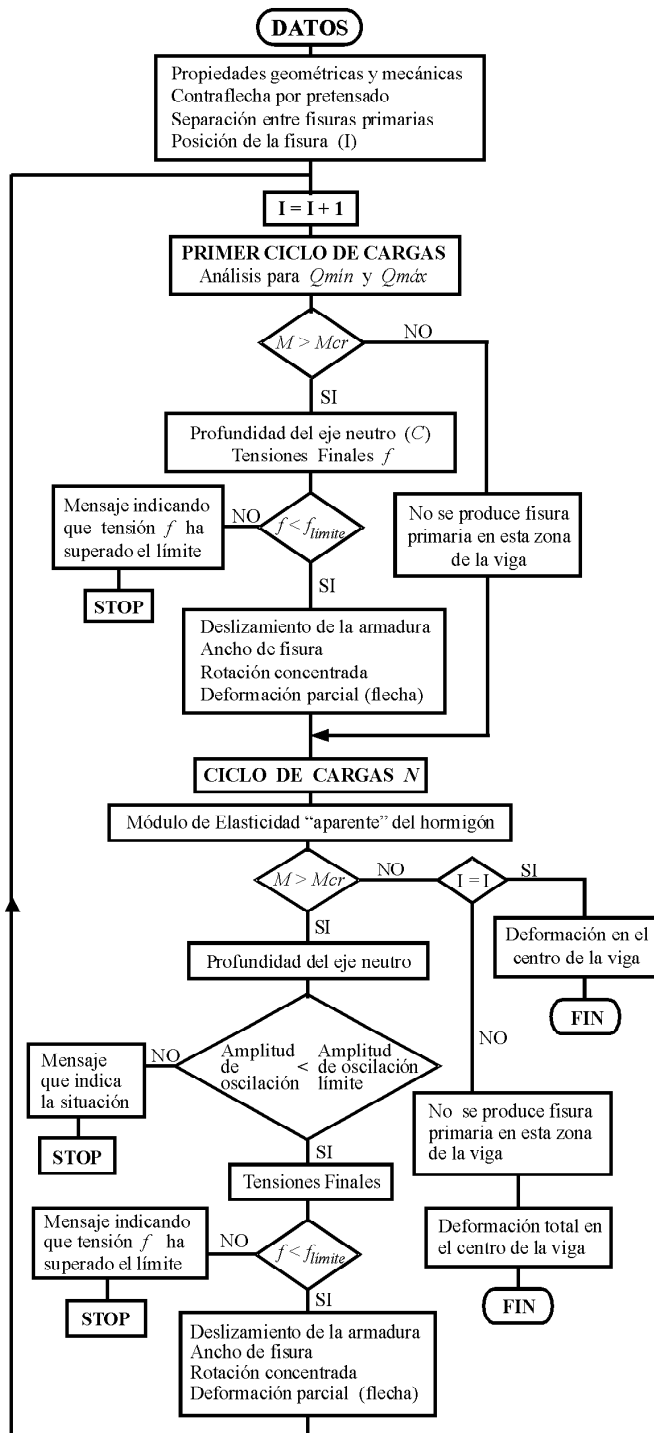 DATOS
Propiedades geométricas y mecánicas
Contraflecha por pretensado
Separación entre fisuras primarias
Posición de la fisura (I)
I = I + 1
PRIMER CICLO DE CARGAS
Análisis para Qmín y Qmáx
M > Mcr
NO
SI
Profundidad del eje neutro (C)
Tensiones Finales f
Mensaje indicando
que tensión f ha
superado el límite
NO
f < flímite
No se produce fisura
primaria en esta zona
de la viga
STOP
SI
Deslizamiento de la armadura
Ancho de fisura
Rotación concentrada
Deformación parcial (flecha)
CICLO DE CARGAS N
Módulo de Elasticidad “aparente” del hormigón
M > Mcr
NO
I = I
SI
SI
Deformación en el
centro de la viga
Profundidad del eje neutro
FIN
NO
Mensaje
que indica
la situación
NO
Amplitud de oscilación < Amplitud de oscilación límite
STOP
SI
No se produce fisura
primaria en esta zona
de la viga
Tensiones Finales
Mensaje indicando
que tensión f ha
superado el límite
NO
f < flímite
Deformación total en
el centro de la viga
STOP
SI
FIN
Deslizamiento de la armadura
Ancho de fisura
Rotación concentrada
Deformación parcial (flecha)